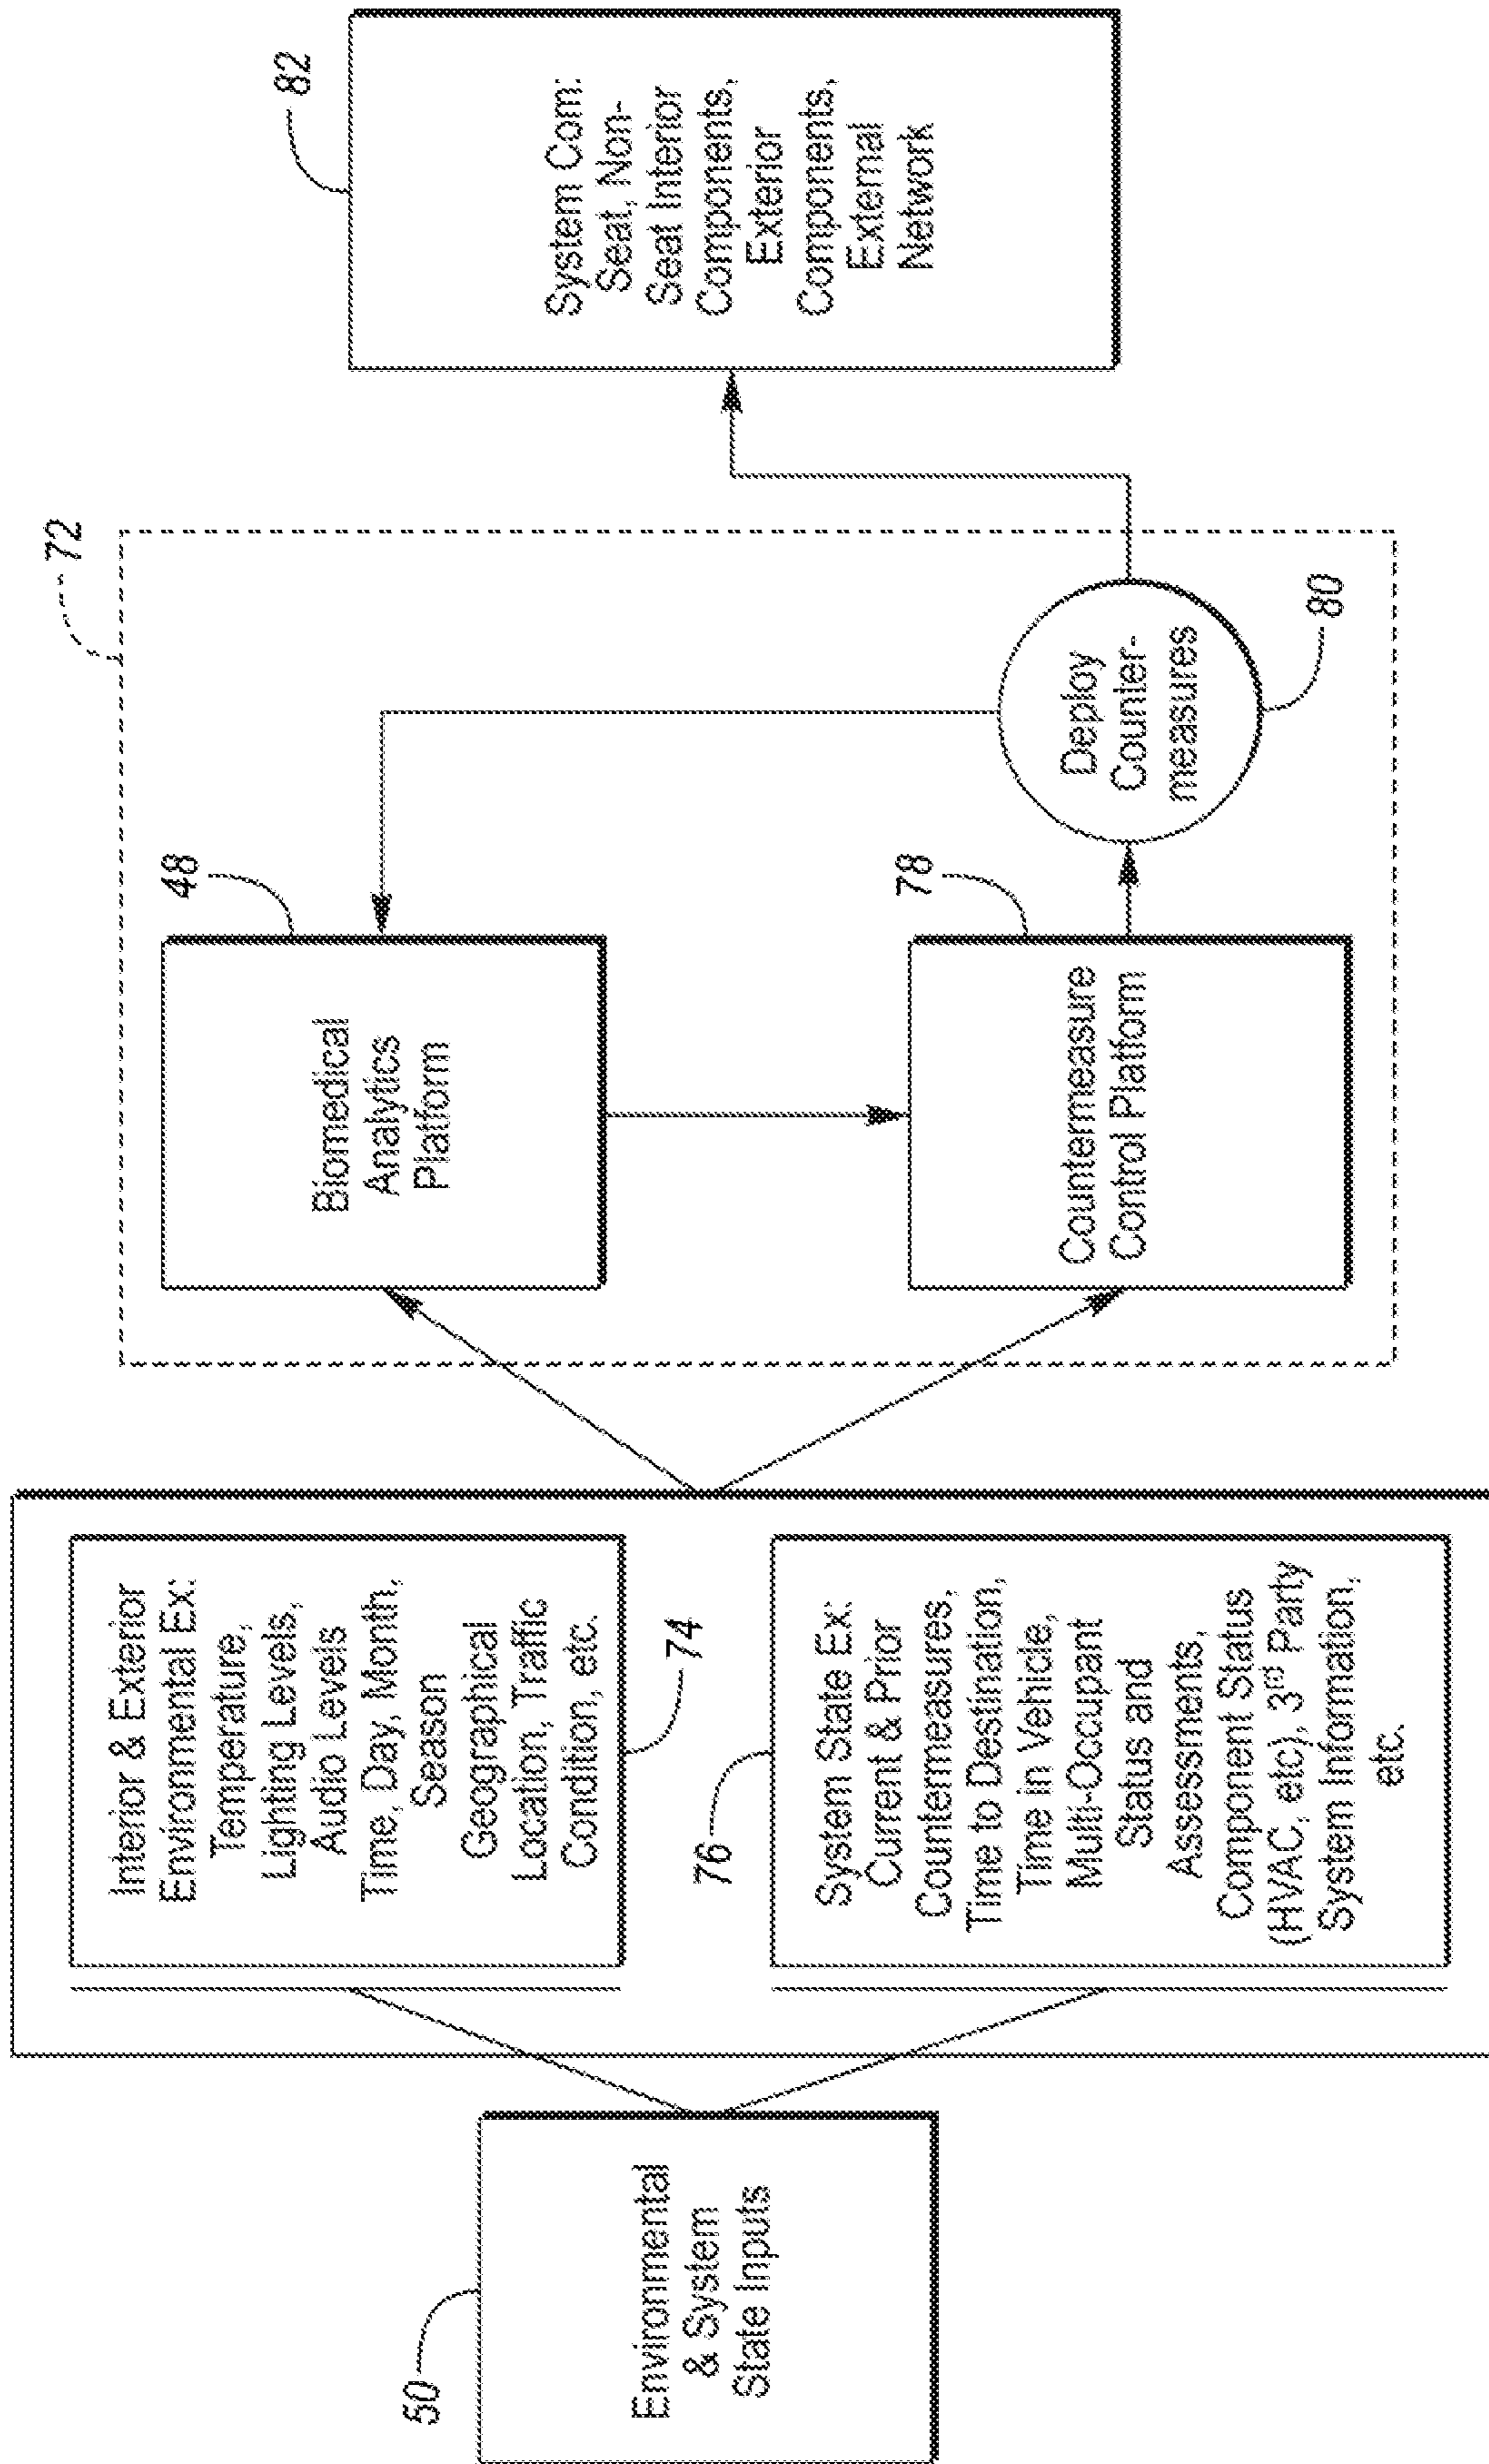 50
Environmental
& System
State Inputs
Interior & Exterior
Environmental Ex:
Temperature,
Lighting Levels,
Audio Levels
Time, Day, Month,
Season
Geographical
Location, Traffic
Condition, etc.
74
76
System State Ex:
Current & Prior
Countermeasures,
Time to Destination,
Time in Vehicle,
Multi-Occupant
Status and
Assessments,
Component Status
(HVAC, etc), 3rd Party
System Information,
etc.
72
48
Biomedical
Analytics
Platform
78
Countermeasure
Control Platform
Deploy
Counter-
measures
80
82
System Com:
Seat, Non-
Seat Interior
Components,
Exterior
Components,
External
Network